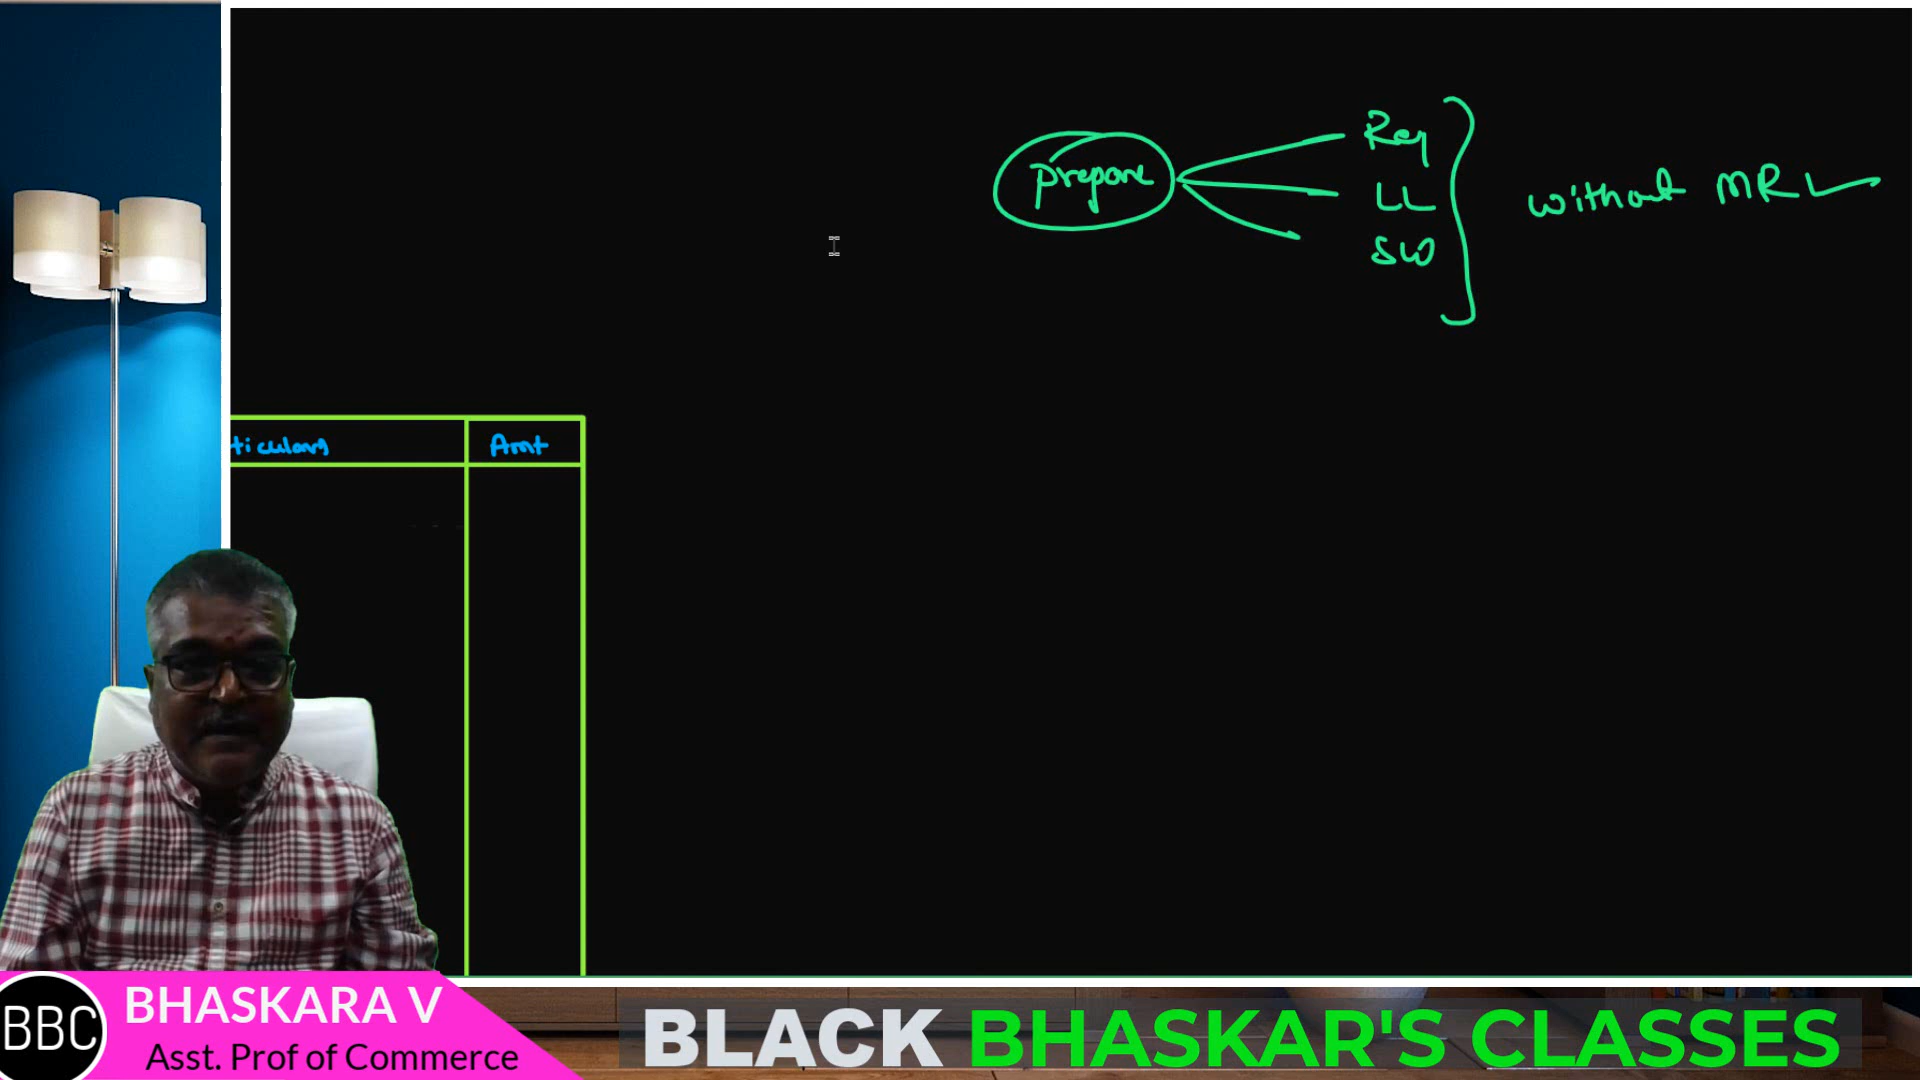 prepare
Rey
LL
SW
without MRL
ticulars
Amt
BBC
BHASKARA V
Asst. Prof of Commerce
BLACK BHASKAR'S CLASSES